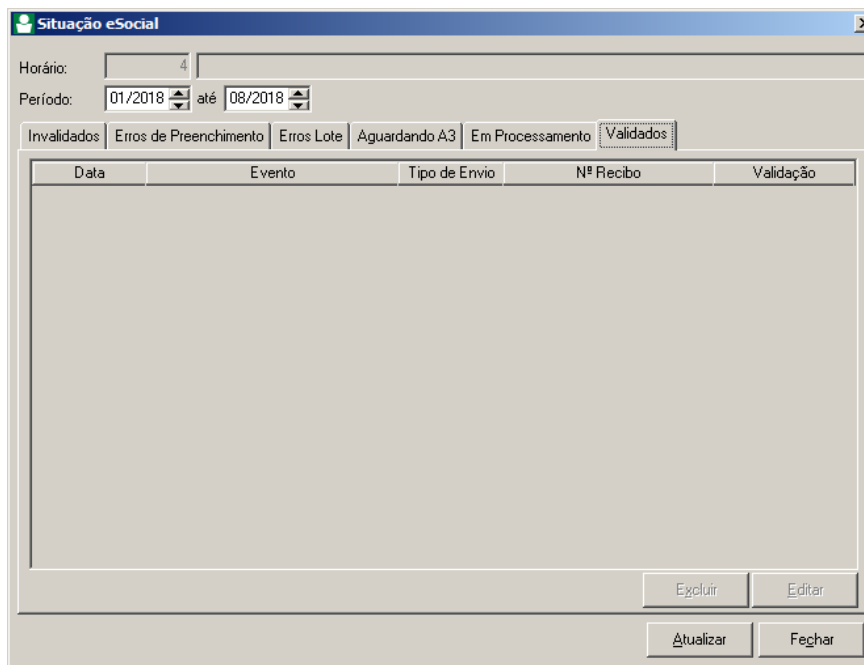 Situação eSocial
Horário: 4
Período: 01/2018 até 08/2018
Invalidados Erros de Preenchimento Erros Lote Aguardando A3 Em Processamento Validados
Data Evento Tipo de Envio Nº Recibo Validação
Excluir Editar
Atualizar Fechar